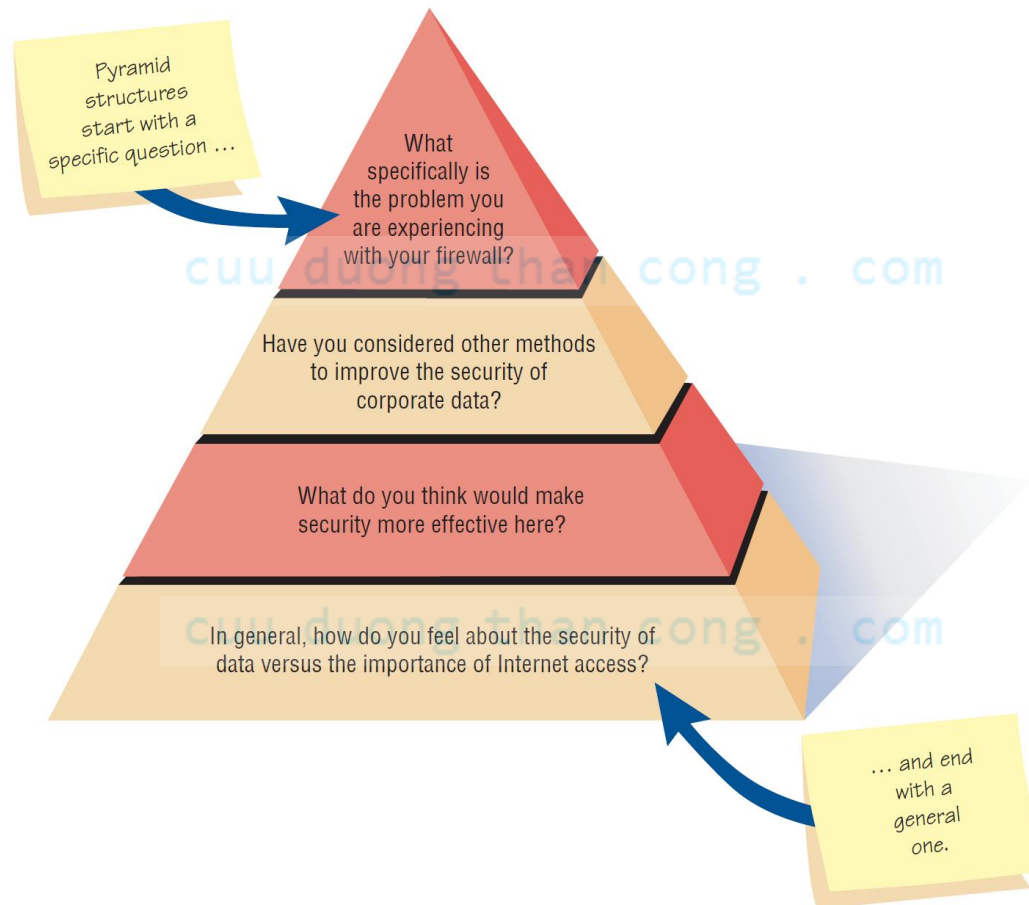 Pyramid
structures
start with a
specific question ...
What
specifically is
the problem you
are experiencing
with your firewall?
cuu duong than cong . com
Have you considered other methods
to improve the security of
corporate data?
What do you think would make
security more effective here?
In general, how do you feel about the security of
data versus the importance of Internet access?
cuu duong than cong . com
... and end
with a
general
one.